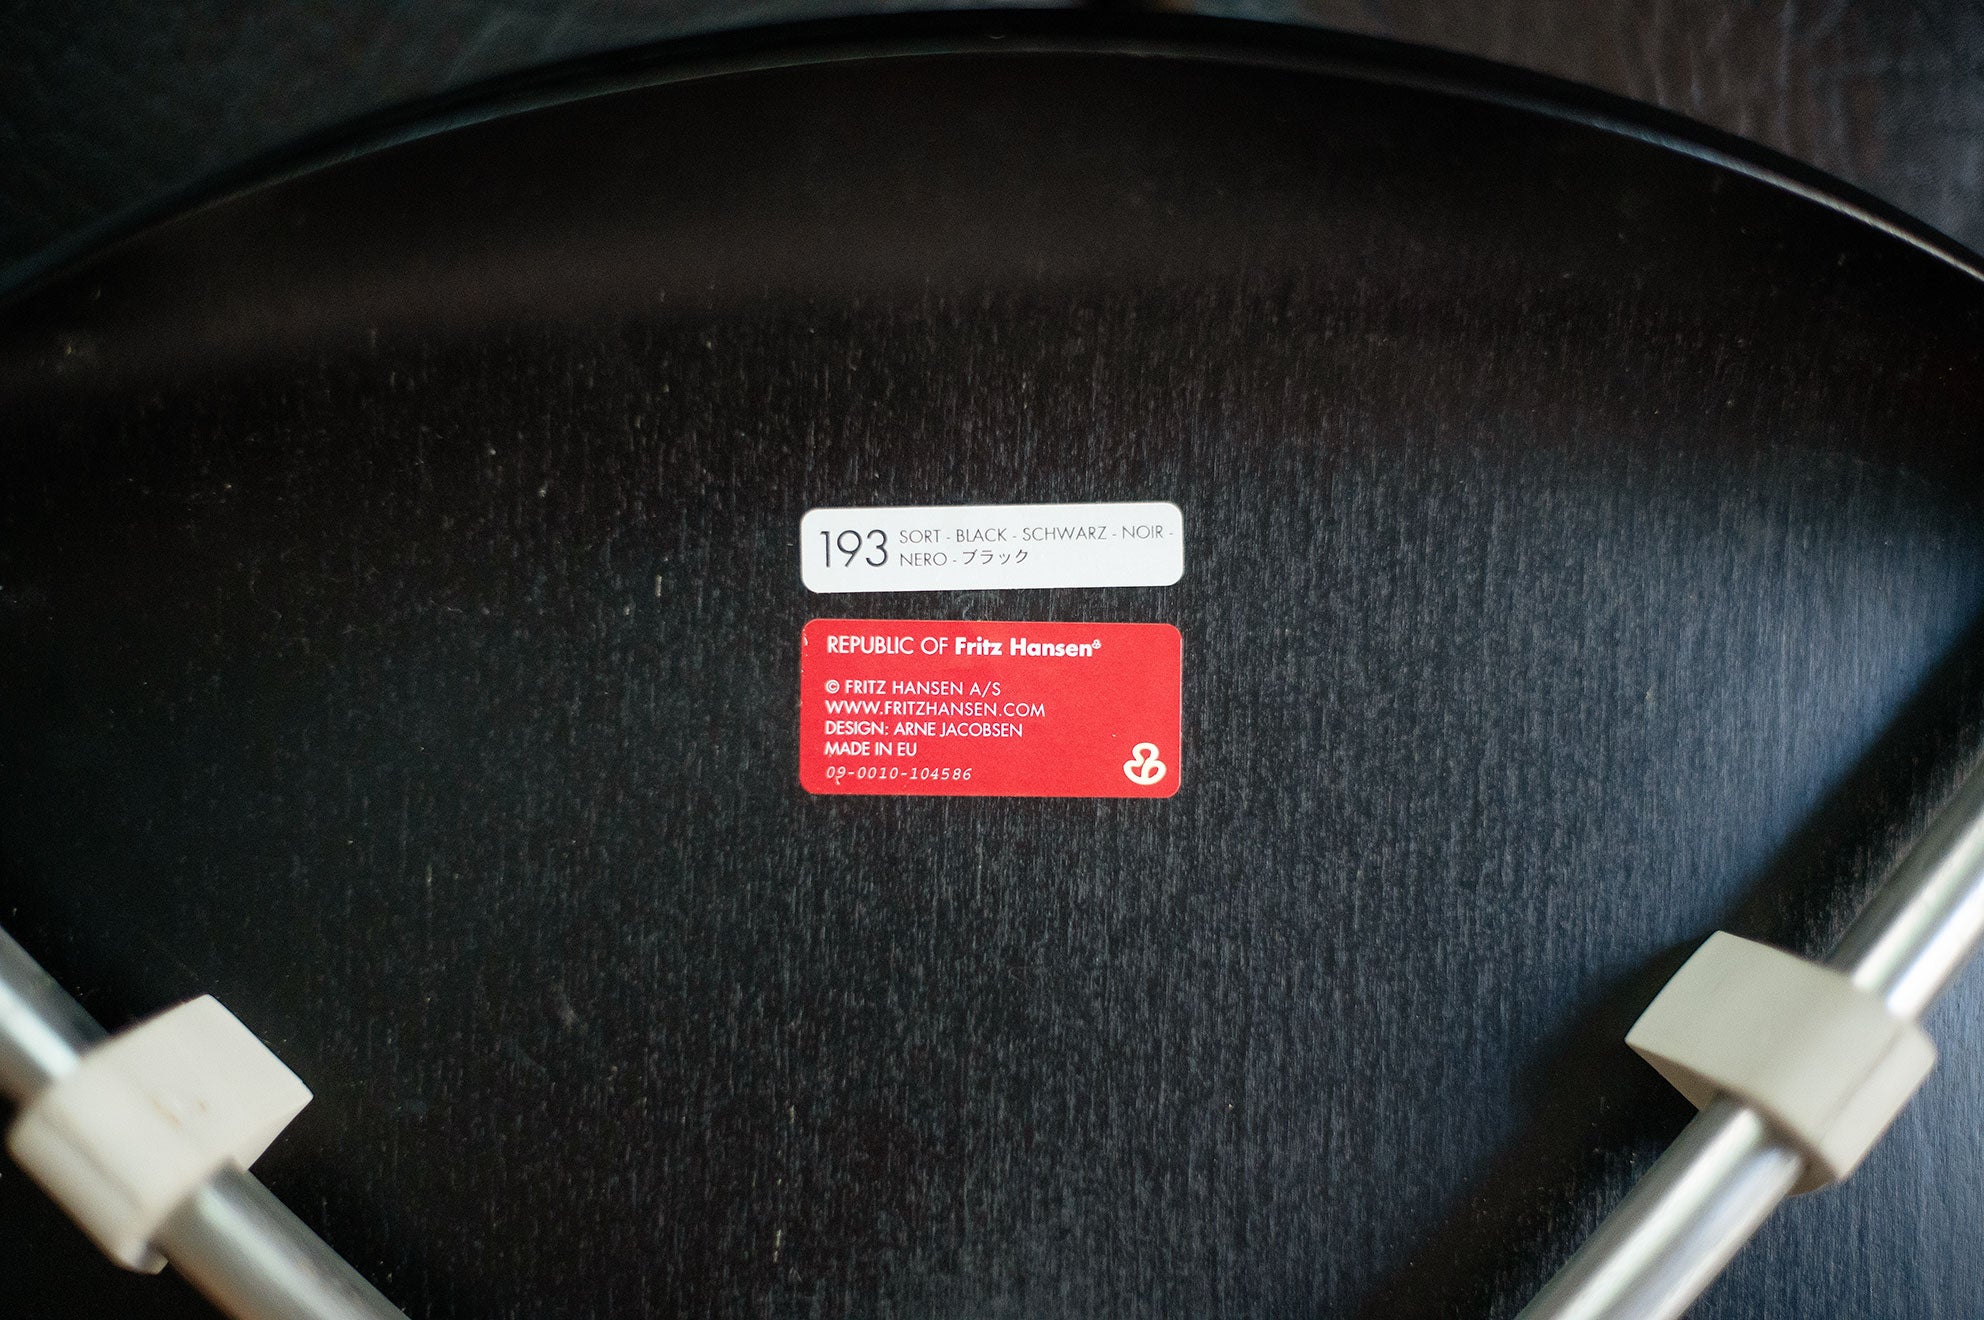 193 SORT - BLACK - SCHWARZ - NOIR -
NERO - ブラック
REPUBLIC OF Fritz Hansen®
© FRITZ HANSEN A/S
WWW.FRITZHANSEN.COM
DESIGN: ARNE JACOBSEN
MADE IN EU
09-0010-104586